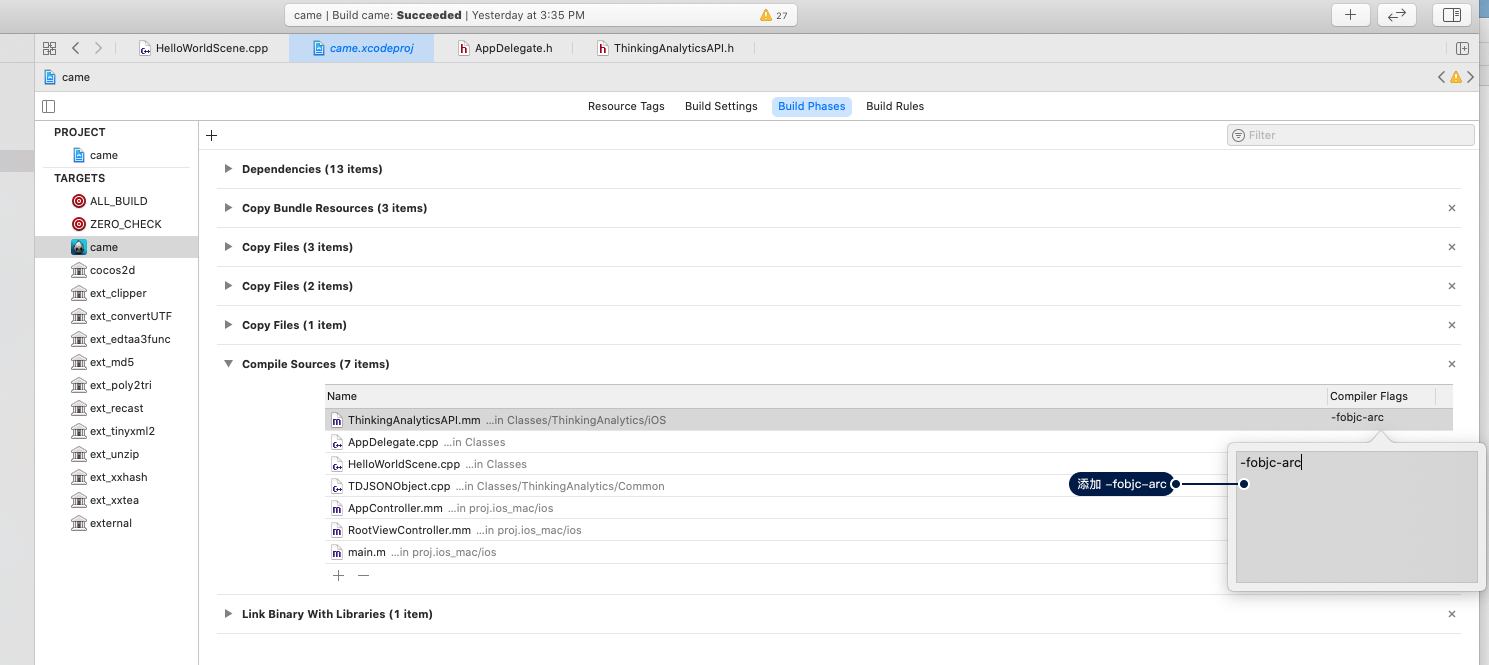 came | Build came: Succeeded | Yesterday at 3:35 PM
27
HelloWorldScene.cpp
came.xcodeproj
AppDelegate.h
ThinkingAnalyticsAPI.h
came
Resource Tags
Build Settings
Build Phases
Build Rules
PROJECT
came
TARGETS
ALL_BUILD
ZERO_CHECK
came
cocos2d
ext_clipper
ext_convertUTF
ext_edtaa3func
ext_md5
ext_poly2tri
ext_recast
ext_tinyxml2
ext_unzip
ext_xxhash
ext_xxtea
external
Filter
Dependencies (13 items)
Copy Bundle Resources (3 items)
Copy Files (3 items)
Copy Files (2 items)
Copy Files (1 item)
Compile Sources (7 items)
Name
Compiler Flags
ThinkingAnalyticsAPI.mm ...in Classes/ThinkingAnalytics/iOS
-fobjc-arc
AppDelegate.cpp ...in Classes
HelloWorldScene.cpp ...in Classes
TDJSONObject.cpp ...in Classes/ThinkingAnalytics/Common
AppController.mm ...in proj.ios_mac/ios
RootViewController.mm ...in proj.ios_mac/ios
main.m ...in proj.ios_mac/ios
-fobjc-arc
添加 -fobjc-arc
Link Binary With Libraries (1 item)